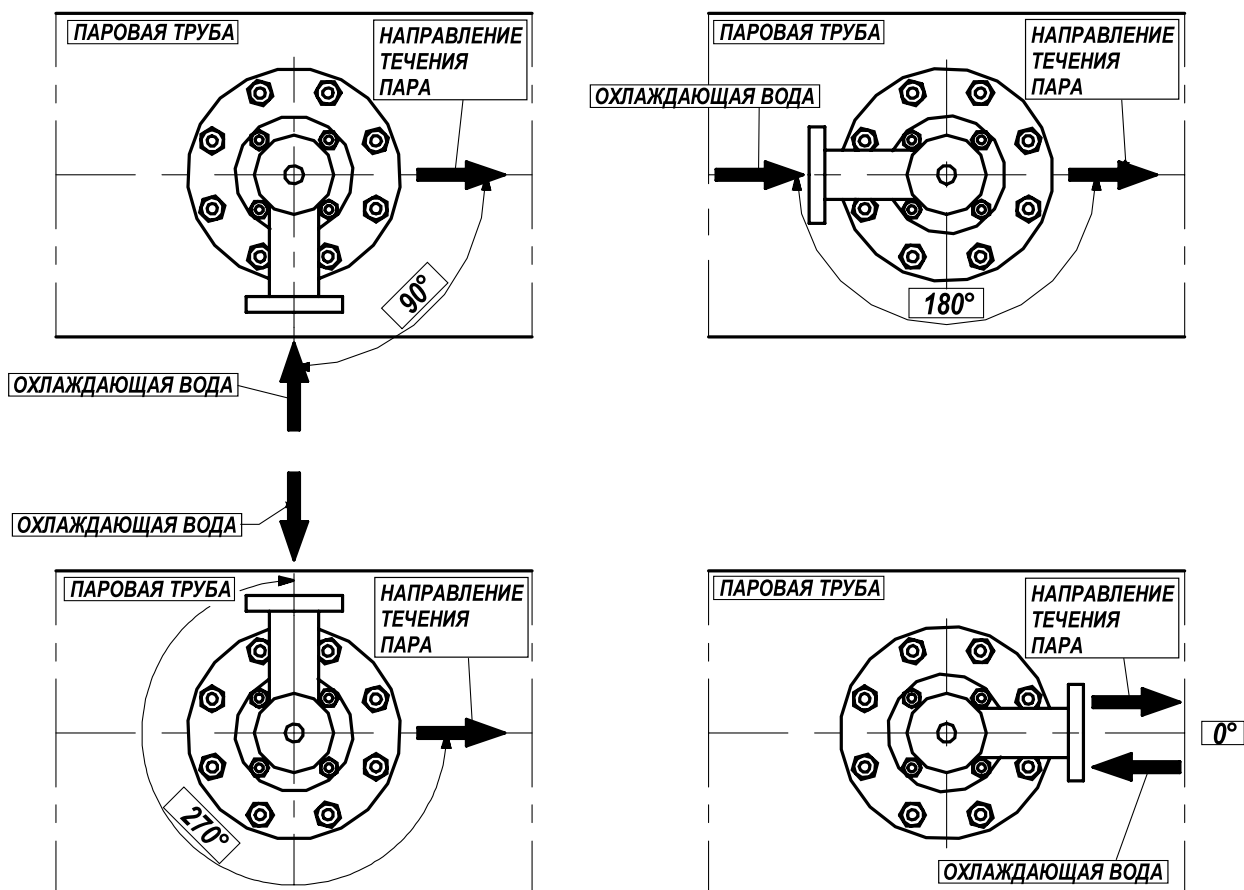 ПАРОВАЯ ТРУБА
НАПРАВЛЕНИЕ
ТЕЧЕНИЯ
ПАРА
90°
ОХЛАЖДАЮЩАЯ ВОДА
ПАРОВАЯ ТРУБА
НАПРАВЛЕНИЕ
ТЕЧЕНИЯ
ПАРА
ОХЛАЖДАЮЩАЯ ВОДА
180°
ОХЛАЖДАЮЩАЯ ВОДА
ПАРОВАЯ ТРУБА
НАПРАВЛЕНИЕ
ТЕЧЕНИЯ
ПАРА
270°
ПАРОВАЯ ТРУБА
НАПРАВЛЕНИЕ
ТЕЧЕНИЯ
ПАРА
0°
ОХЛАЖДАЮЩАЯ ВОДА